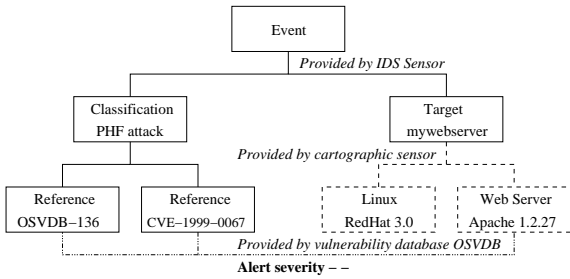 Event
Provided by IDS Sensor
Classification
PHF attack
Target
mywebserver
Provided by cartographic sensor
Reference
OSVDB−136
Reference
CVE−1999−0067
Linux
RedHat 3.0
Web Server
Apache 1.2.27
Provided by vulnerability database OSVDB
Alert severity − −